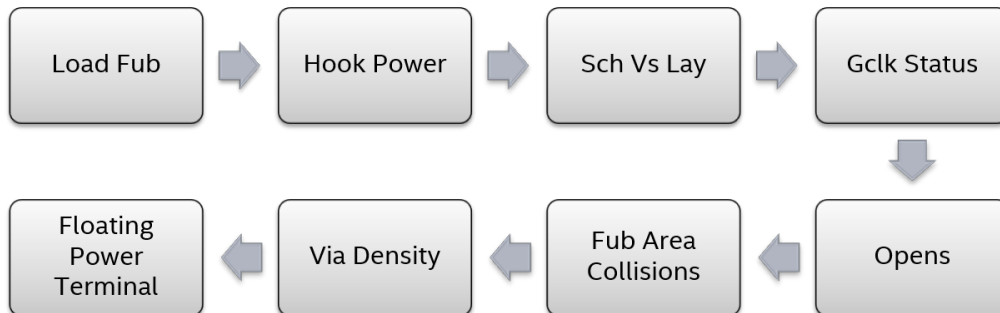 Load Fub
Hook Power
Sch Vs Lay
Gclk Status
Opens
Fub Area
Collisions
Via Density
Floating
Power
Terminal